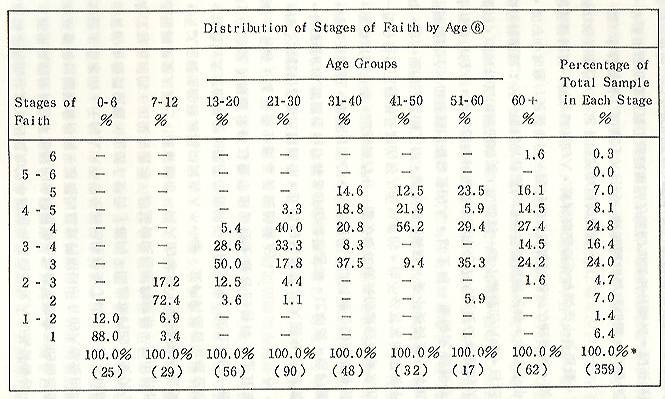 Distribution of Stages of Faith by Age⑥
Age Groups Percentage of
Total Sample
Stages of 0-6 7-12 13-20 21-30 31-40 41-50 51-60 60+ in Each Stage
Faith % % % % % % % % %
6 — — — — — — — 1.6 0.3
5 - 6 — — — — — — — — 0.0
5 — — — — 14.6 12.5 23.5 16.1 7.0
4 - 5 — — — 3.3 18.8 21.9 5.9 14.5 8.1
4 — — 5.4 40.0 20.8 56.2 29.4 27.4 24.8
3 - 4 — — 28.6 33.3 8.3 — — 14.5 16.4
3 — — 50.0 17.8 37.5 9.4 35.3 24.2 24.0
2 - 3 — 17.2 12.5 4.4 — — — 1.6 4.7
2 — 72.4 3.6 1.1 — — 5.9 — 7.0
1 - 2 12.0 6.9 — — — — — — 1.4
1 88.0 3.4 — — — — — — 6.4
100.0% 100.0% 100.0% 100.0% 100.0% 100.0% 100.0% 100.0% 100.0%*
(25) (29) (56) (90) (48) (32) (17) (62) (359)